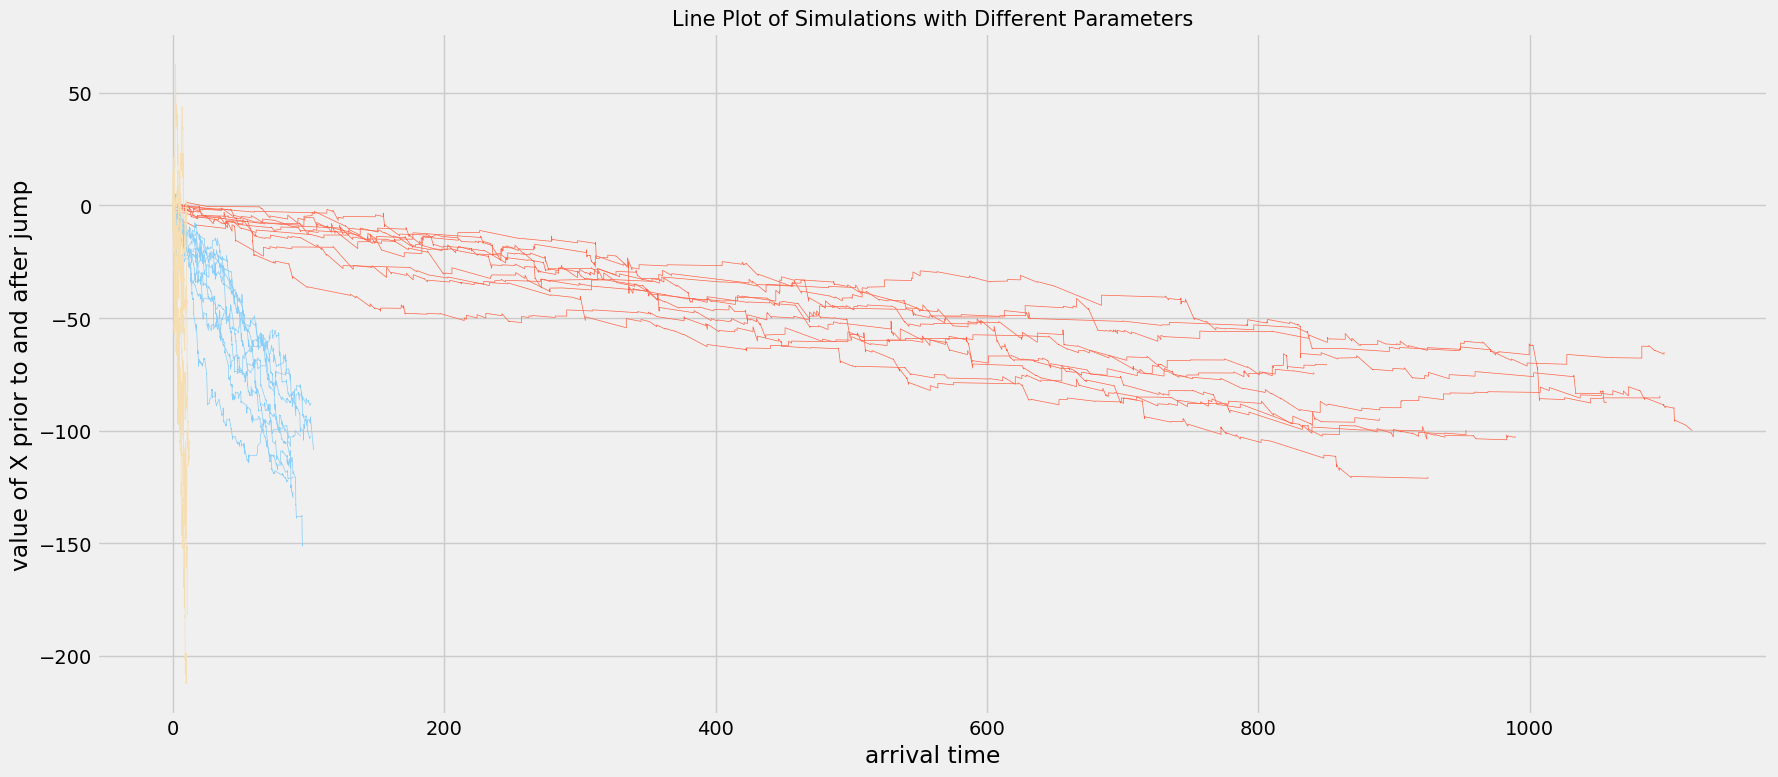 Line Plot of Simulations with Different Parameters
value of X prior to and after jump
50
0
−50
−100
−150
−200
0 200 400 600 800 1000
arrival time